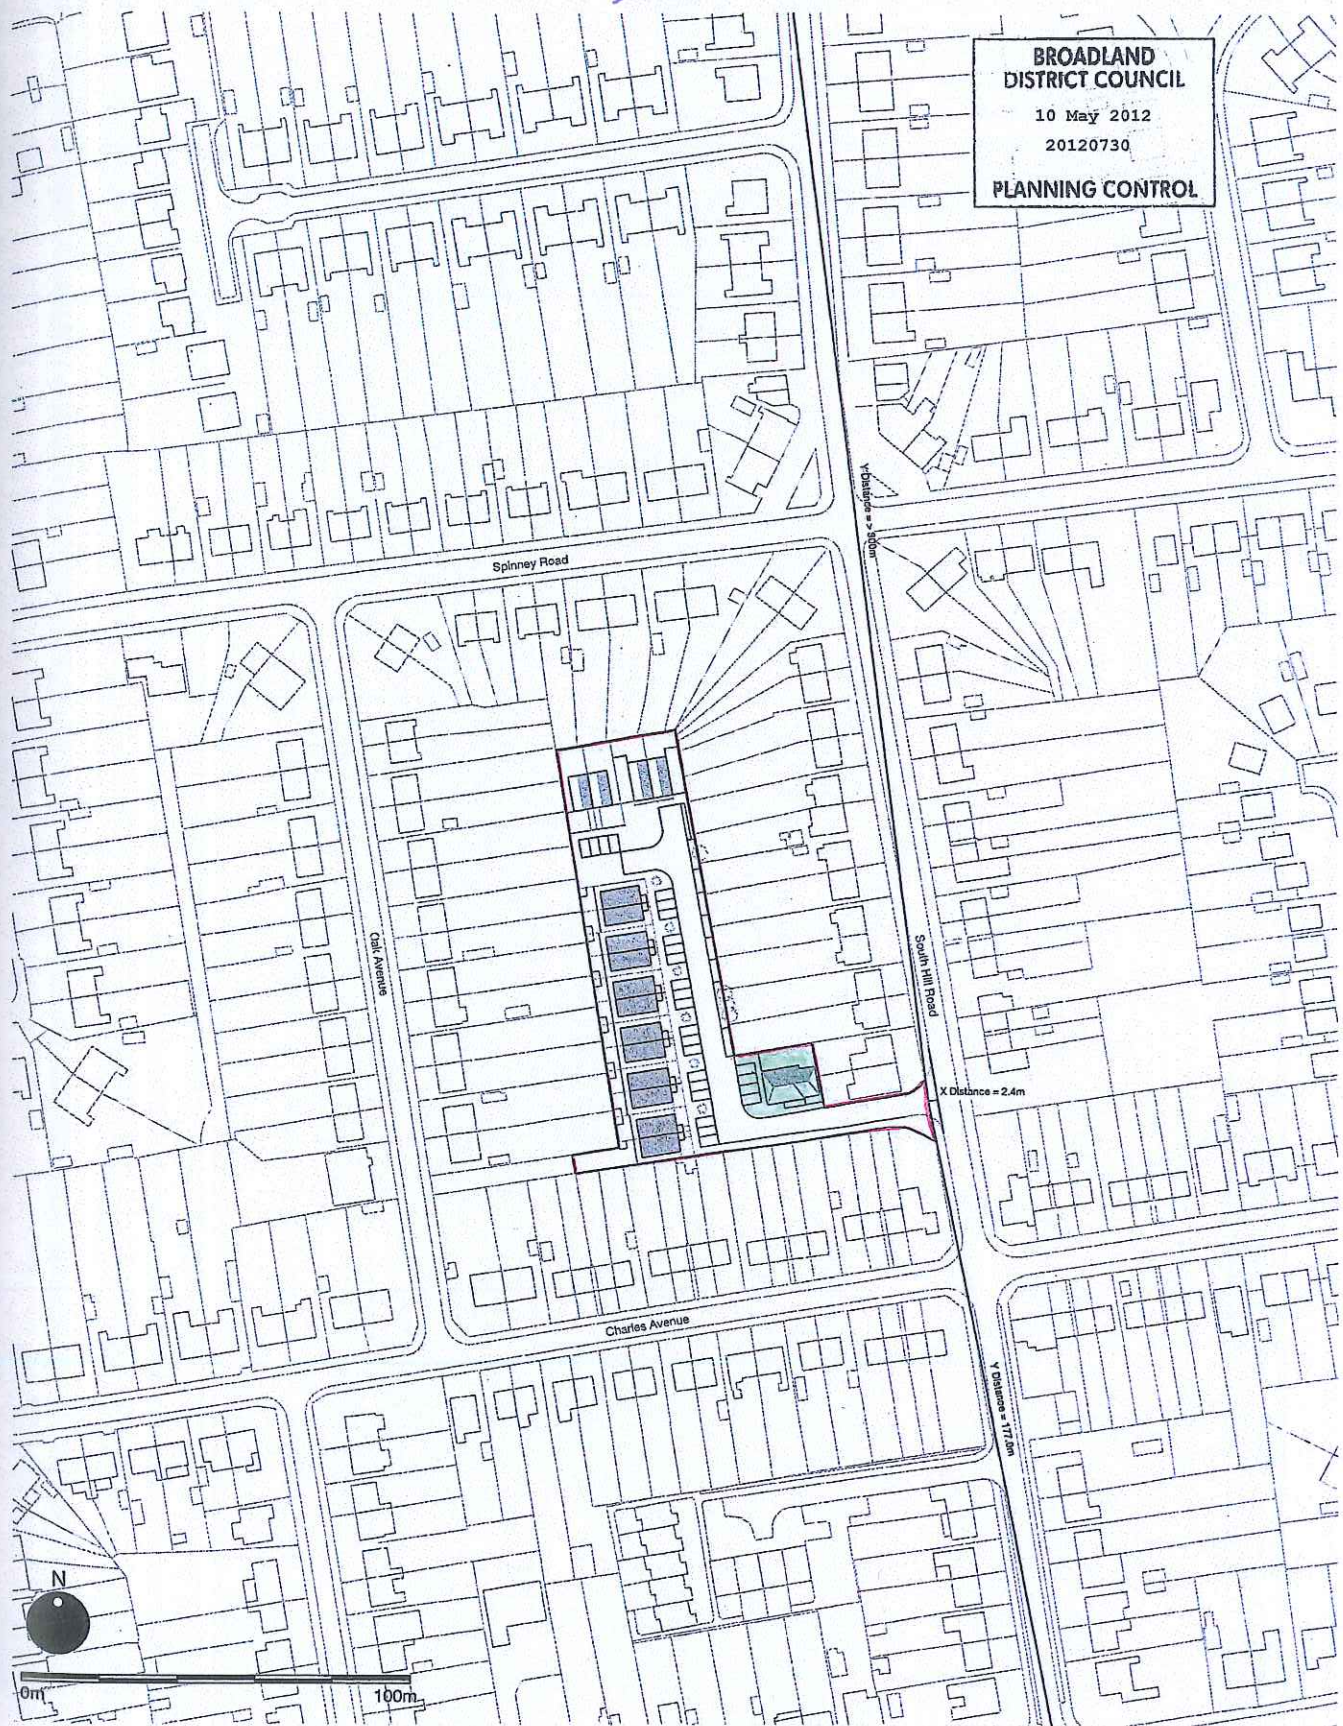 BROADLAND
DISTRICT COUNCIL
10 May 2012
20120730
PLANNING CONTROL
Spinney Road
Oak Avenue
South Hill Road
X Distance = 2.4m
Charles Avenue
Y Distance = 177.0m
N
0m
100m